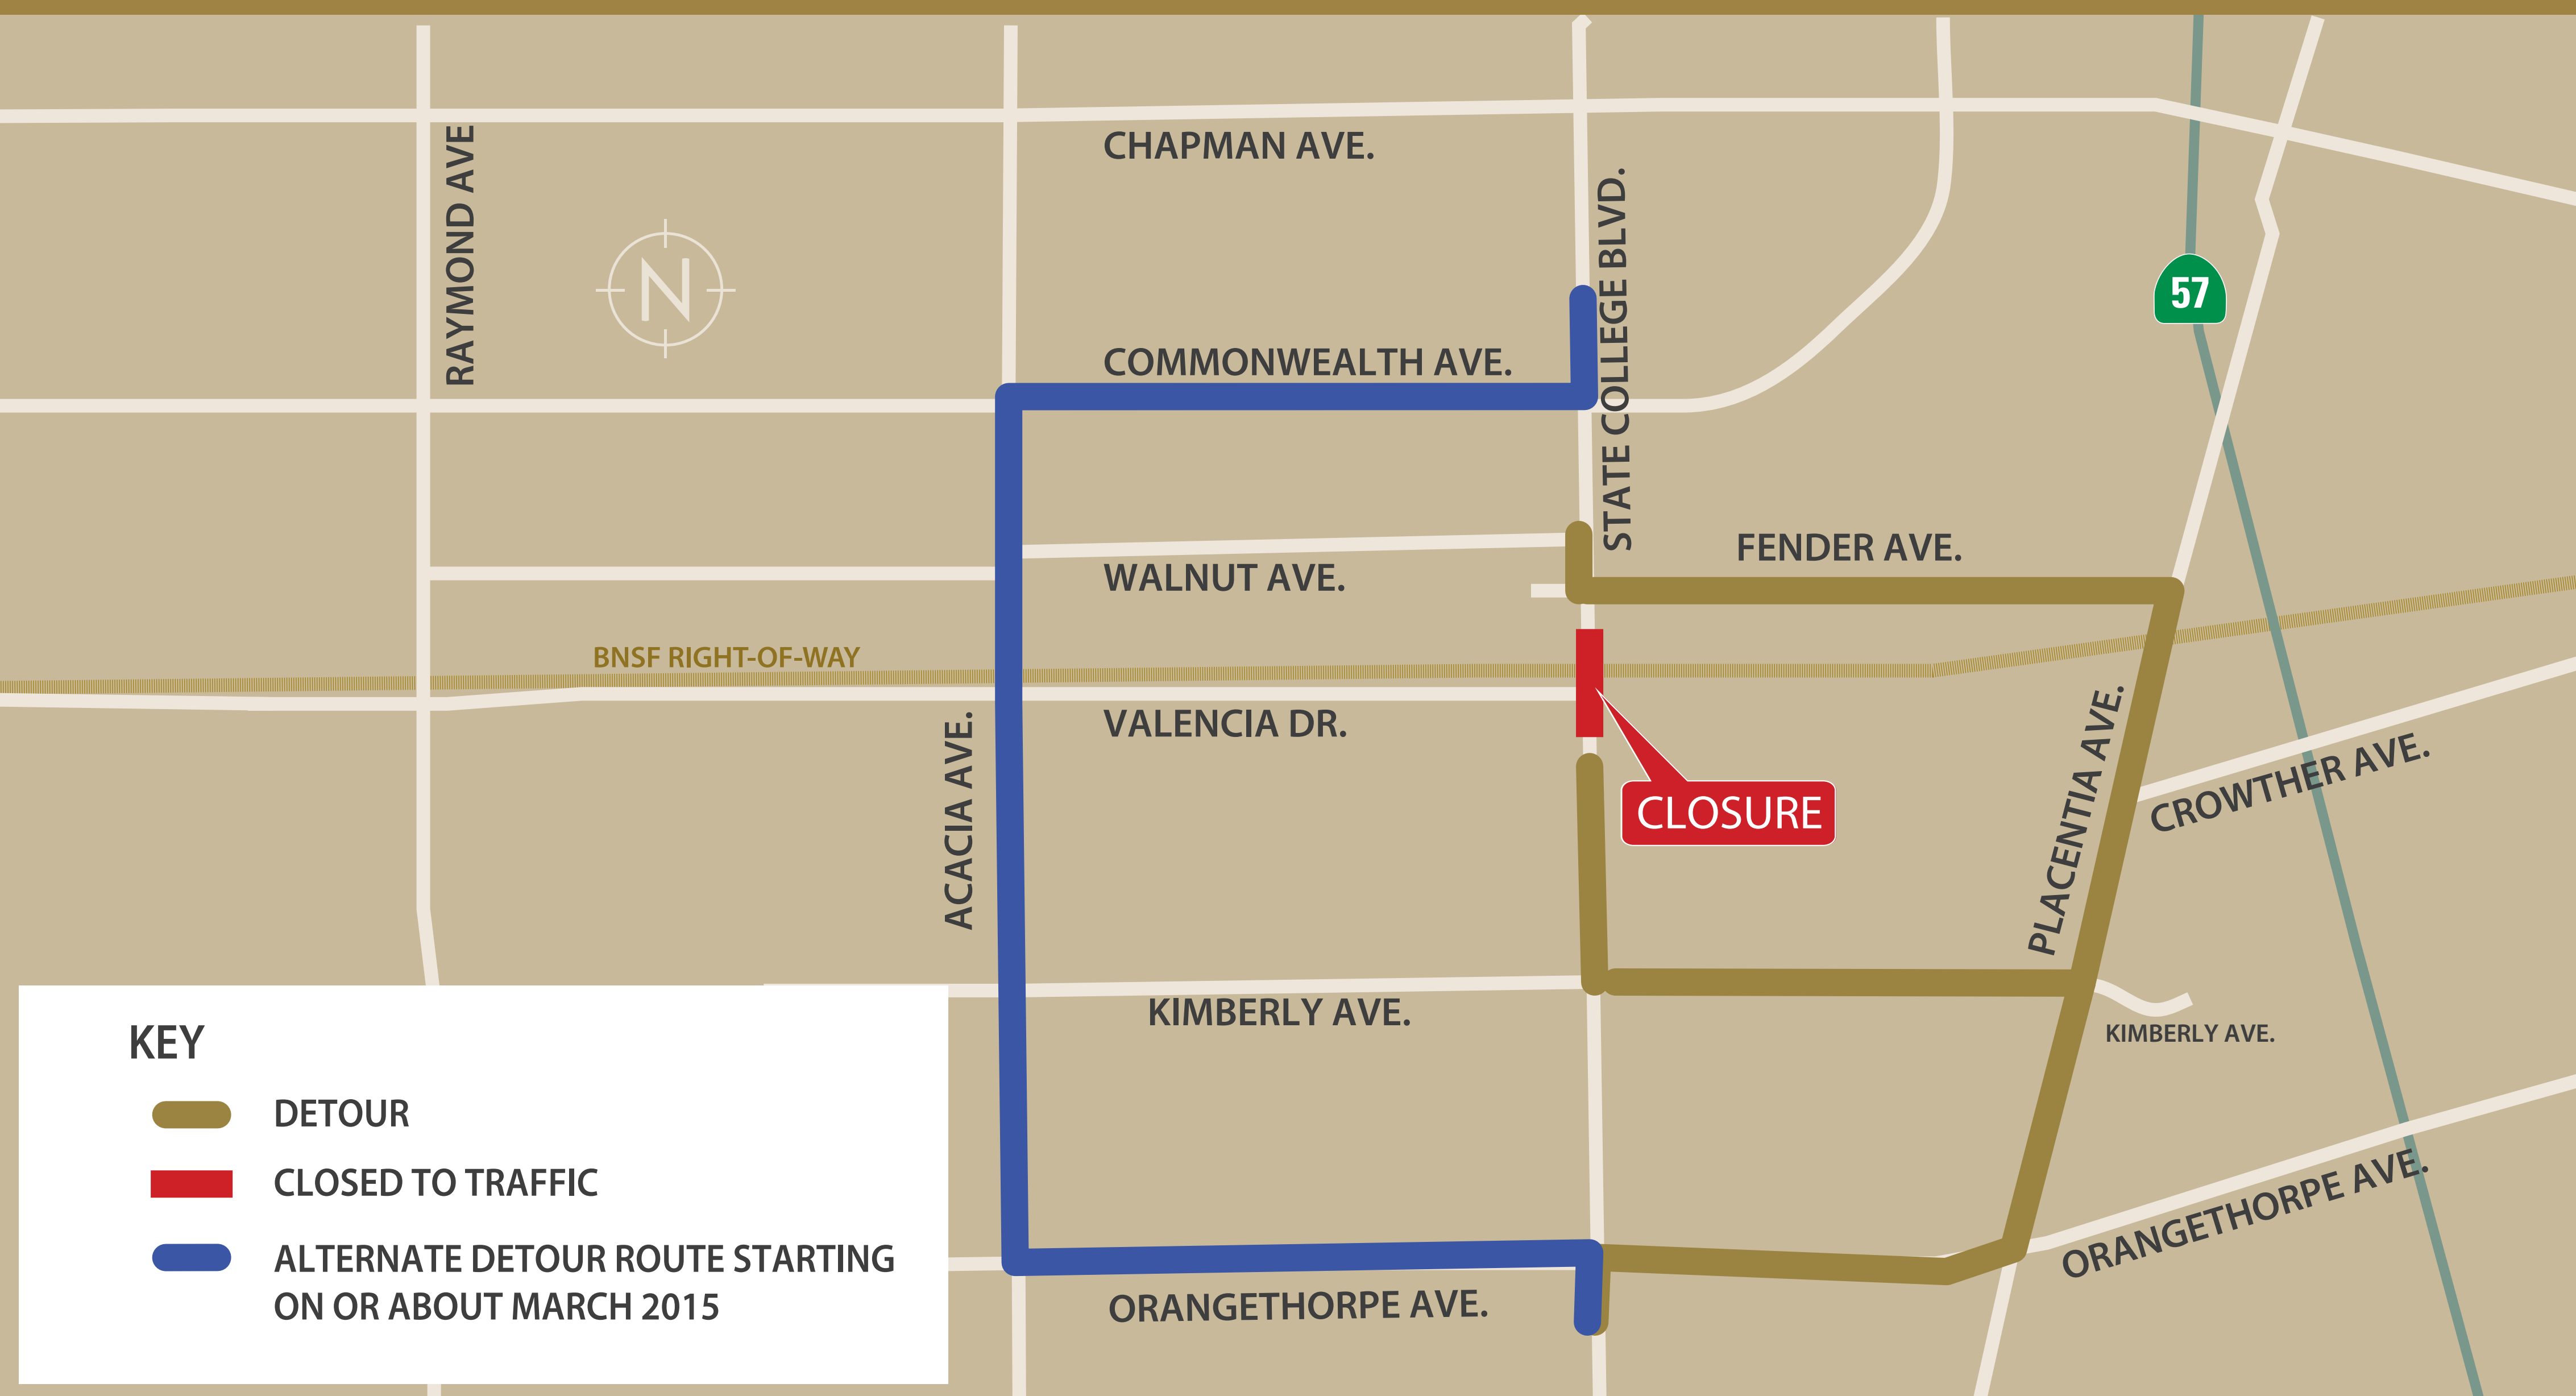 CHAPMAN AVE.
RAYMOND AVE
N
STATE COLLEGE BLVD.
57
COMMONWEALTH AVE.
FENDER AVE.
WALNUT AVE.
BNSF RIGHT-OF-WAY
VALENCIA DR.
ACACIA AVE.
PLACENTIA AVE.
CROWTHER AVE.
CLOSURE
KIMBERLY AVE.
KIMBERLY AVE.
ORANGETHORPE AVE.
ORANGETHORPE AVE.
KEY
DETOUR
CLOSED TO TRAFFIC
ALTERNATE DETOUR ROUTE STARTING
ON OR ABOUT MARCH 2015